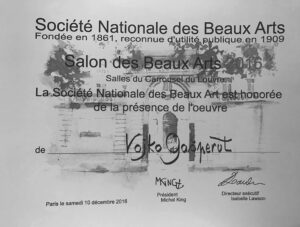 Société Nationale des Beaux Arts
Fondée en 1861, reconnue d'utilité publique en 1909
Salon des Beaux Arts 2016
Salles du Carrousel du Louvre
La Société Nationale des Beaux Art est honorée
de la présence de l'oeuvre
de Vojko Gašperut
Président
Michel King
Directeur exécutif
Isabelle Lawson
Paris le samedi 10 décembre 2016